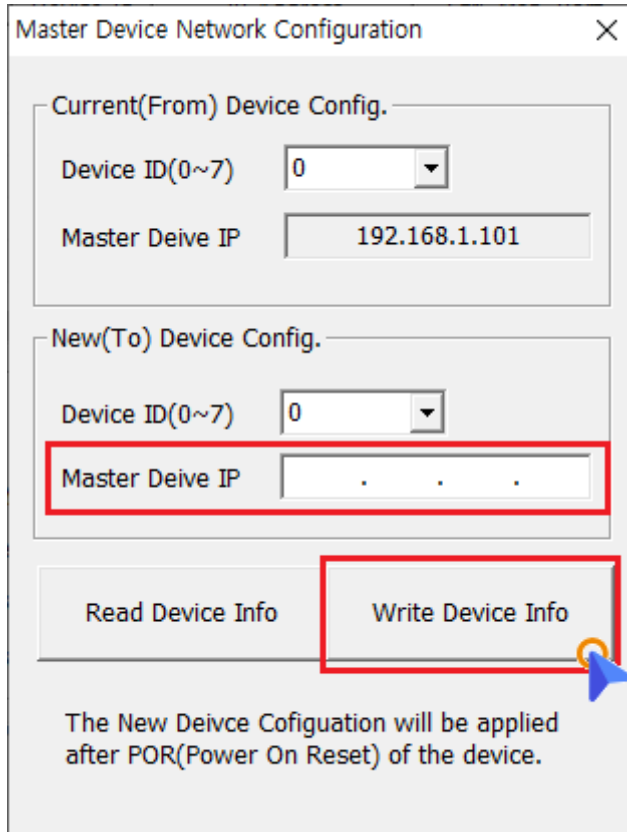 Master Device Network Configuration
Current(From) Device Config.
Device ID(0~7) 0
Master Deive IP 192.168.1.101
New(To) Device Config.
Device ID(0~7) 0
Master Deive IP . . .
Read Device Info Write Device Info
The New Deivce Cofiguation will be applied
after POR(Power On Reset) of the device.